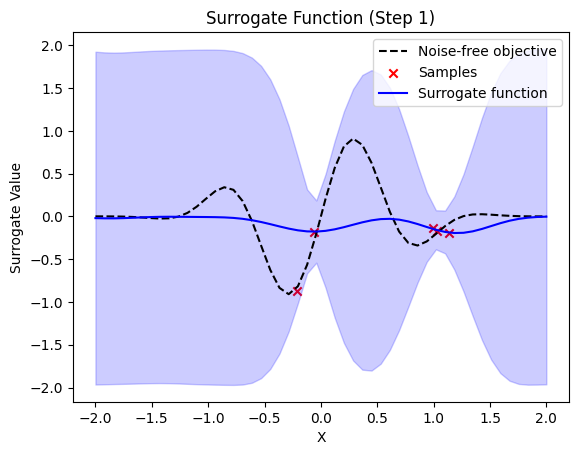 Surrogate Function (Step 1)
Noise-free objective
Samples
Surrogate function
Surrogate Value
2.0
1.5
1.0
0.5
0.0
−0.5
−1.0
−1.5
−2.0
−2.0 −1.5 −1.0 −0.5 0.0 0.5 1.0 1.5 2.0
X